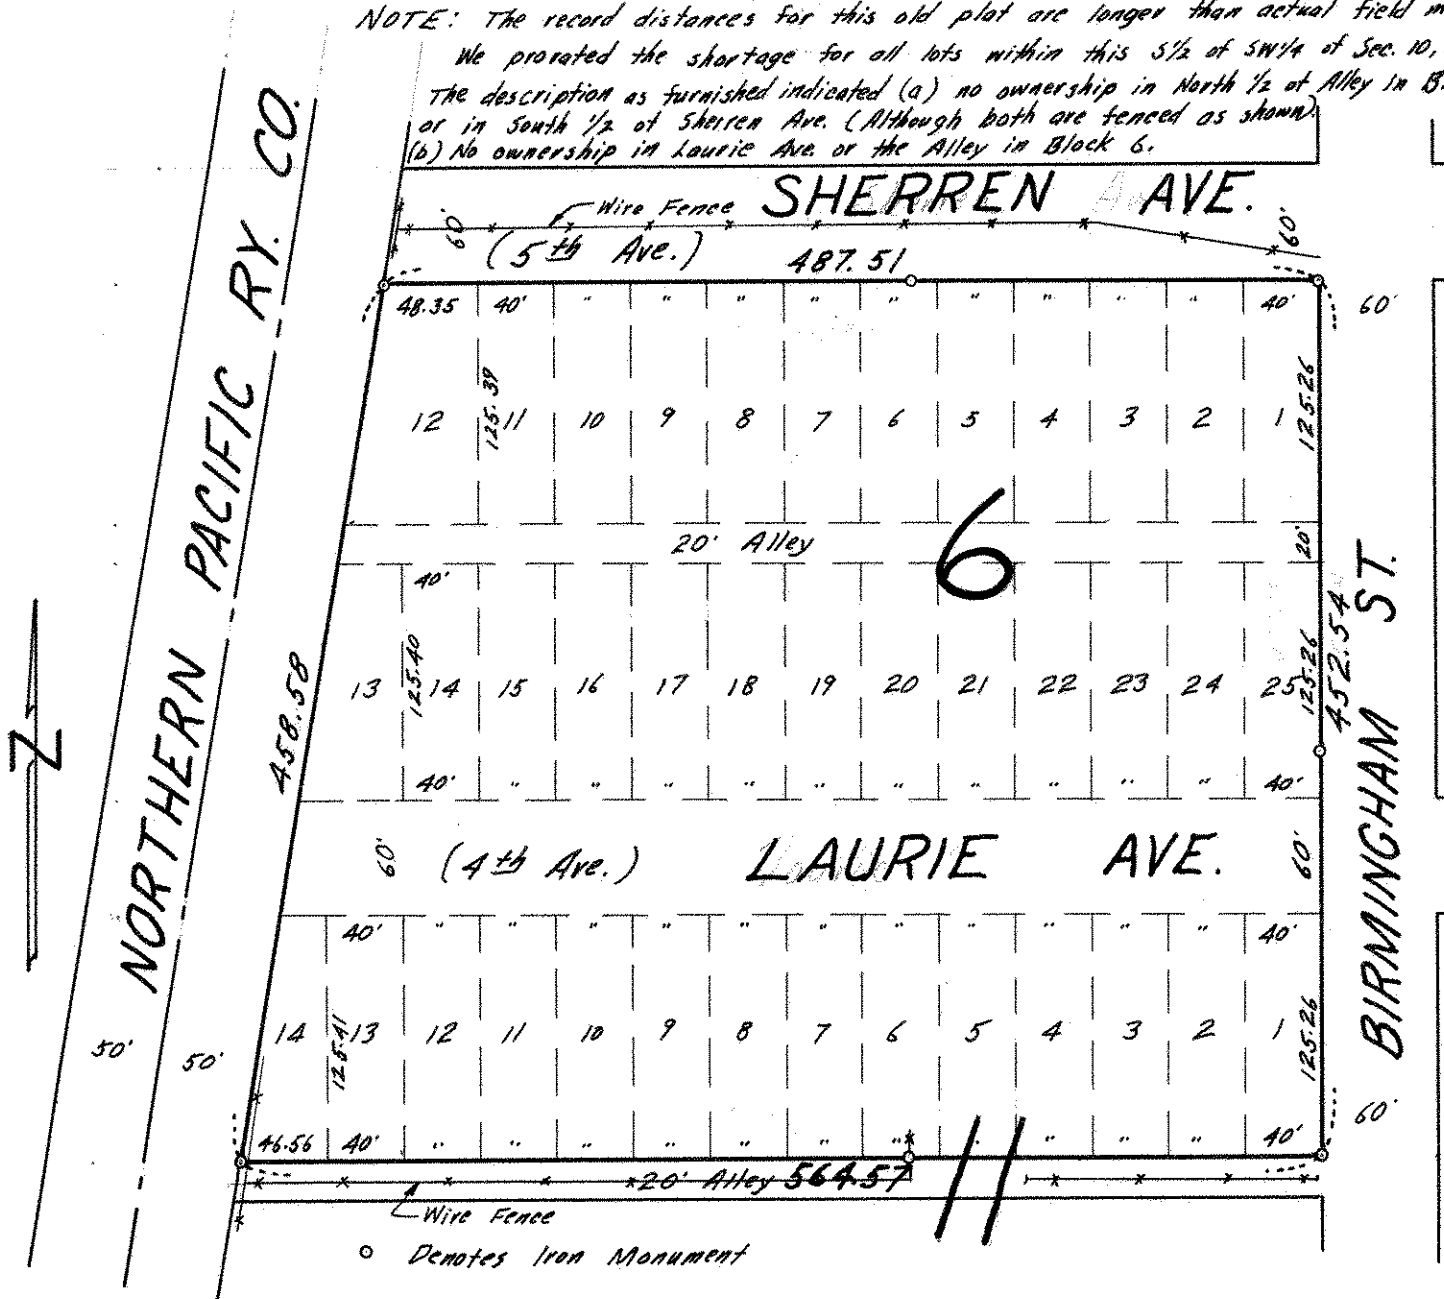 NOTE: The record distances for this old plat are longer than actual field
We prorated the shortage for all lots within this S½ of SW¼ of Sec. 10,
The description as furnished indicated (a) no ownership in North ½ of Alley in B.
or in South ½ of Sherren Ave. (Although both are fenced as shown).
(b) No ownership in Laurie Ave. or the Alley in Block 6.
SHERREN AVE.
Wire Fence
60'
60'
(5th Ave.)
487.51
48.35 40' " " " " " " " " " 40'
60'
12 125.39 11 10 9 8 7 6 5 4 3 2 1 125.26
NORTHERN PACIFIC RY. CO.
6
20' Alley
20'
40'
458.58
13 125.40 14 15 16 17 18 19 20 21 22 23 24 25 125.26
452.54
BIRMINGHAM ST.
N
40' " " " " " " " " " " 40'
60' (4th Ave.) LAURIE AVE. 60'
40' " " " " " " " " " " " 40'
50' 50'
14 125.41 13 12 11 10 9 8 7 6 5 4 3 2 1 125.26
60'
46.56 40' " " " " " " " " " " " 40'
20' Alley 564.57
11
Wire Fence
Denotes Iron Monument